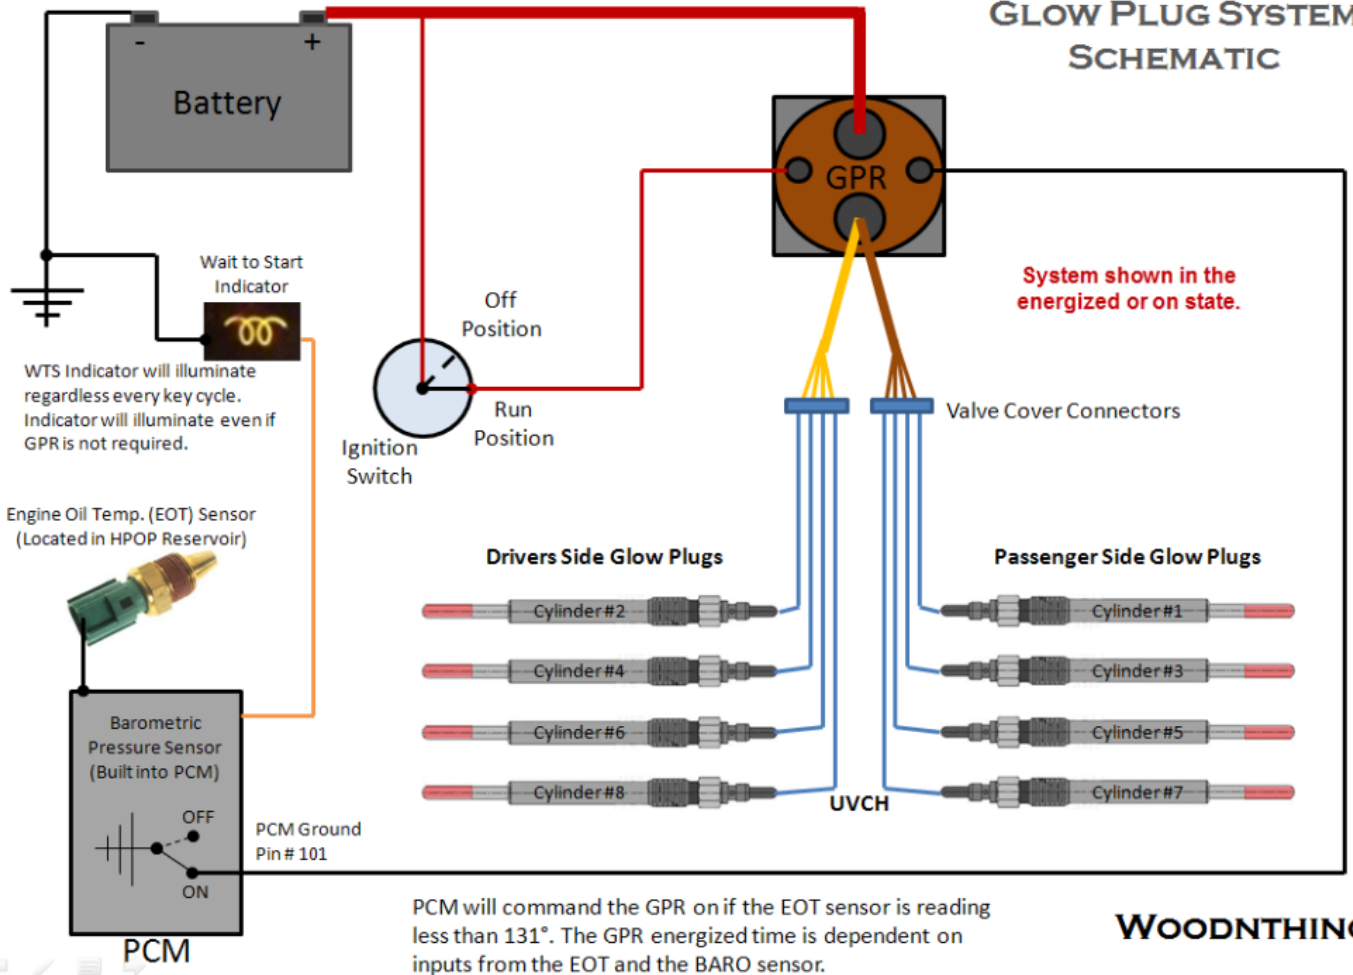 GLOW PLUG SYSTEM
SCHEMATIC
- +
Battery
GPR
Wait to Start
Indicator
Off
Position
System shown in the
energized or on state.
WTS Indicator will illuminate
regardless every key cycle.
Indicator will illuminate even if
GPR is not required.
Run
Position
Ignition
Switch
Valve Cover Connectors
Engine Oil Temp. (EOT) Sensor
(Located in HPOP Reservoir)
Drivers Side Glow Plugs
Passenger Side Glow Plugs
Cylinder #2
Cylinder #1
Cylinder #4
Cylinder #3
Cylinder #6
Cylinder #5
Cylinder #8
Cylinder #7
UVCH
Barometric
Pressure Sensor
(Built into PCM)
OFF
ON
PCM Ground
Pin # 101
PCM
PCM will command the GPR on if the EOT sensor is reading
less than 131°. The GPR energized time is dependent on
inputs from the EOT and the BARO sensor.
WOODNTHING